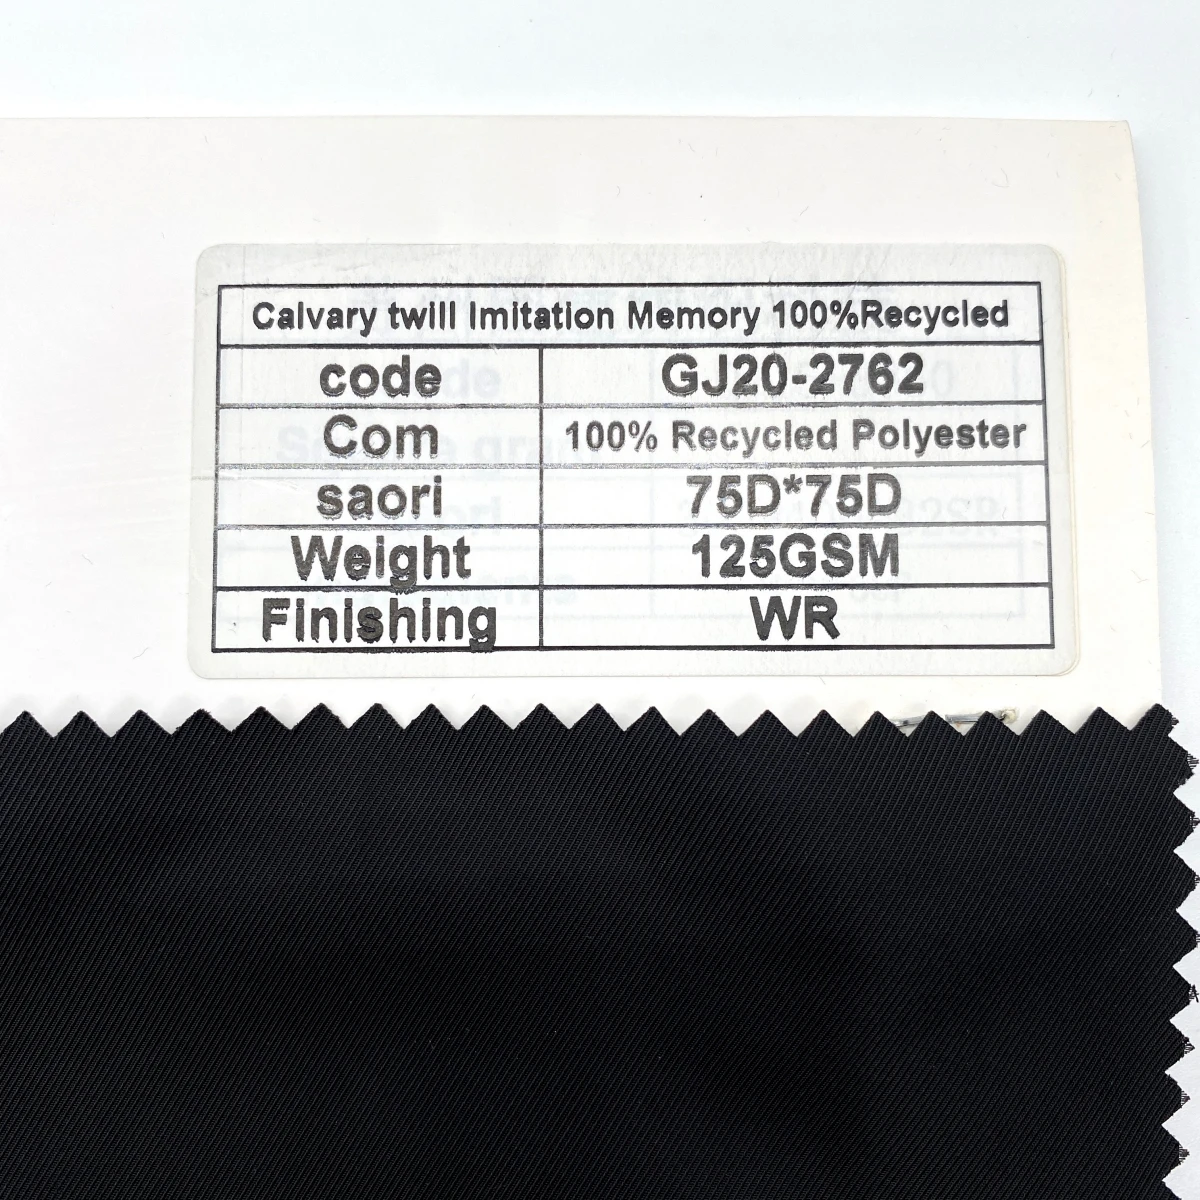 Calvary twill Imitation Memory 100%Recycled
code GJ20-2762
Com 100% Recycled Polyester
saori 75D*75D
Weight 125GSM
Finishing WR